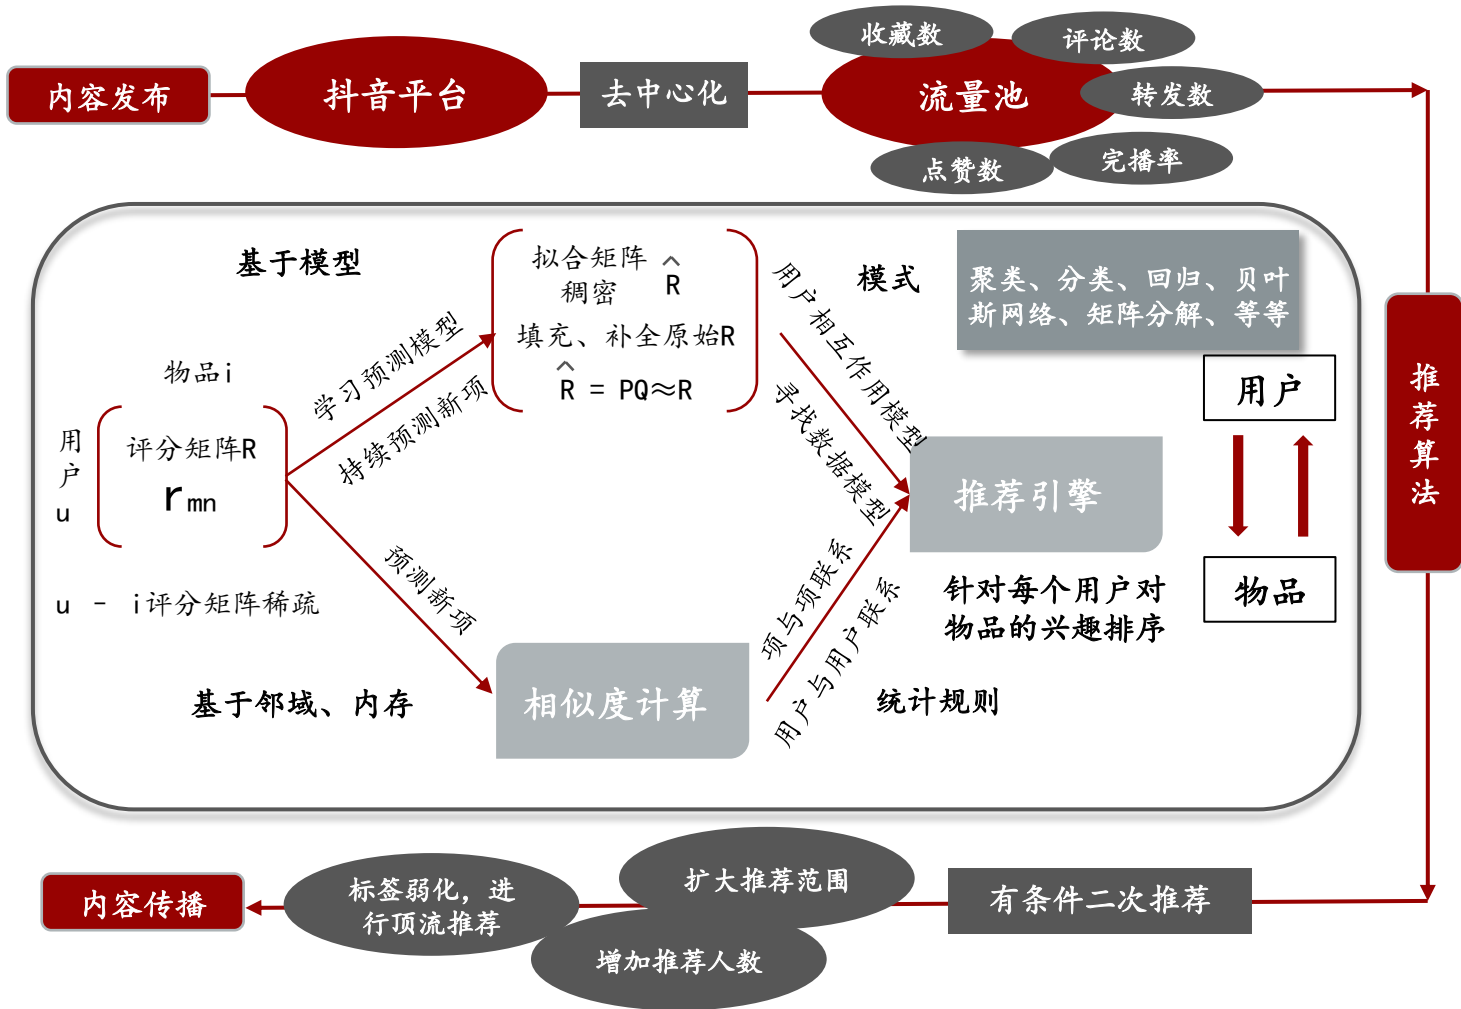 收藏数
评论数
内容发布
抖音平台
去中心化
流量池
转发数
点赞数
完播率
基于模型
拟合矩阵
稠密
^
R
填充、补全原始R
^
R = PQ≈R
用户相互作用模型
寻找数据模型
模式
聚类、分类、回归、贝叶
斯网络、矩阵分解、等等
学习预测模型
持续预测新项
物品i
用
户
u
评分矩阵R
rmn
u - i评分矩阵稀疏
预测新项
基于邻域、内存
相似度计算
项与项联系
用户与用户联系
推荐引擎
针对每个用户对
物品的兴趣排序
统计规则
用户
物品
推
荐
算
法
内容传播
标签弱化，进
行顶流推荐
扩大推荐范围
增加推荐人数
有条件二次推荐